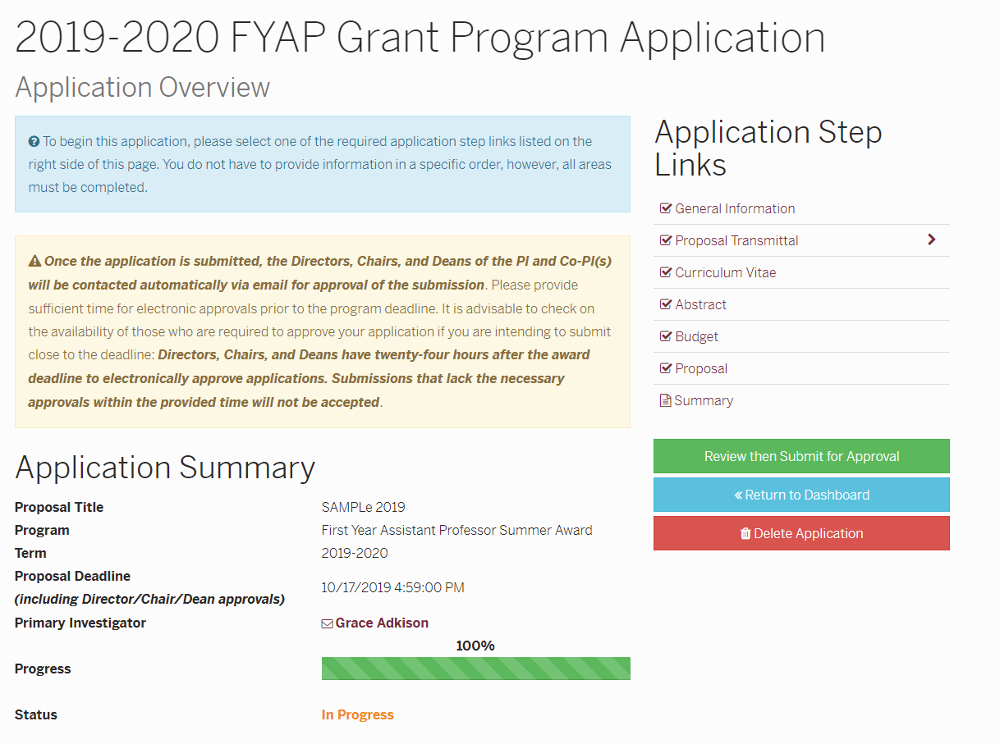 2019-2020 FYAP Grant Program Application
Application Overview
To begin this application, please select one of the required application step links listed on the
right side of this page. You do not have to provide information in a specific order, however, all areas
must be completed.
Once the application is submitted, the Directors, Chairs, and Deans of the PI and Co-PI(s)
will be contacted automatically via email for approval of the submission. Please provide
sufficient time for electronic approvals prior to the program deadline. It is advisable to check on
the availability of those who are required to approve your application if you are intending to submit
close to the deadline: Directors, Chairs, and Deans have twenty-four hours after the award
deadline to electronically approve applications. Submissions that lack the necessary
approvals within the provided time will not be accepted.
Application Summary
Proposal Title SAMPLe 2019
Program First Year Assistant Professor Summer Award
Term 2019-2020
Proposal Deadline
(including Director/Chair/Dean approvals) 10/17/2019 4:59:00 PM
Primary Investigator Grace Adkison
100%
Progress
Status In Progress
Application Step
Links
General Information
Proposal Transmittal
Curriculum Vitae
Abstract
Budget
Proposal
Summary
Review then Submit for Approval
« Return to Dashboard
Delete Application